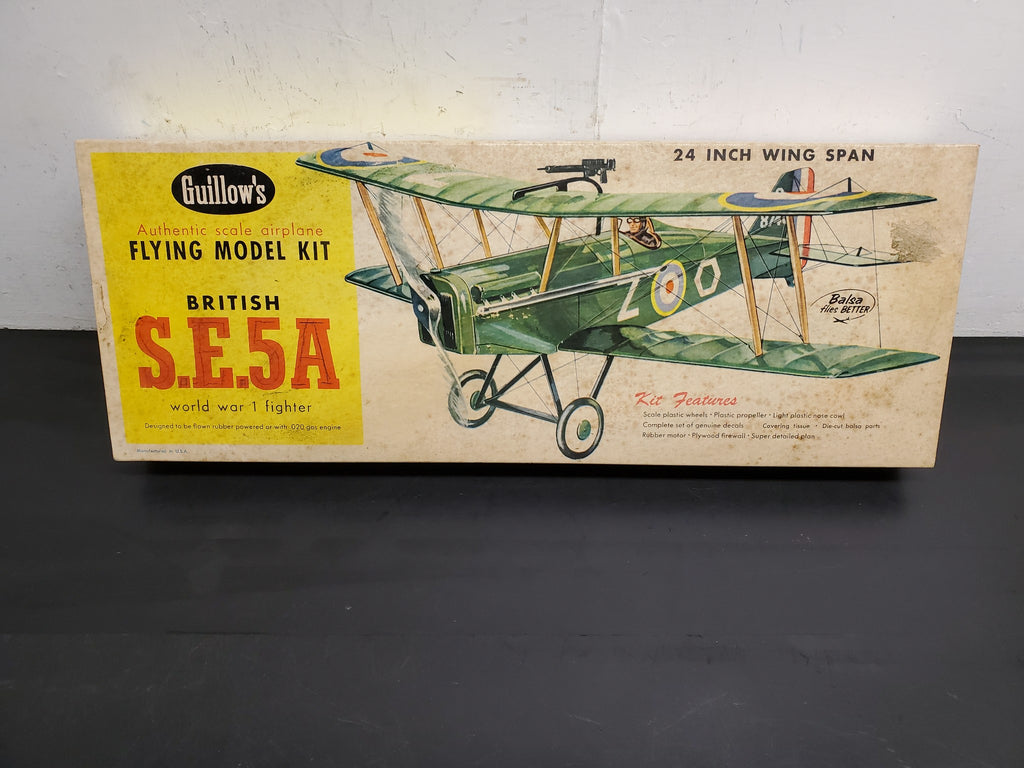 Guillow's
Authentic scale airplane
FLYING MODEL KIT
BRITISH
S.E.5A
world war 1 fighter
Designed to be flown rubber powered or with .020 gas engine
Manufactured in U.S.A.
24 INCH WING SPAN
Z O
Balsa
flies BETTER
Kit Features
Scale plastic wheels • Plastic propeller • Light plastic nose cowl
Complete set of genuine decals Covering tissue • Die-cut balsa parts
Rubber motor • Plywood firewall • Super detailed plan